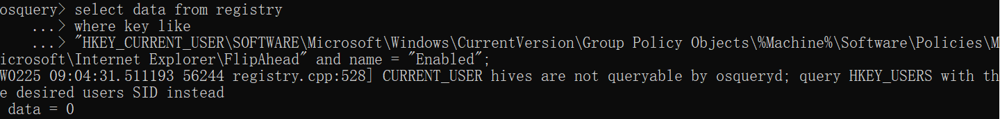 osquery> select data from registry
    ...> where key like
    ...> "HKEY_CURRENT_USER\SOFTWARE\Microsoft\Windows\CurrentVersion\Group Policy Objects\%Machine%\Software\Policies\M
icrosoft\Internet Explorer\FlipAhead" and name = "Enabled";
W0225 09:04:31.511193 56244 registry.cpp:528] CURRENT_USER hives are not queryable by osqueryd; query HKEY_USERS with th
e desired users SID instead
 data = 0